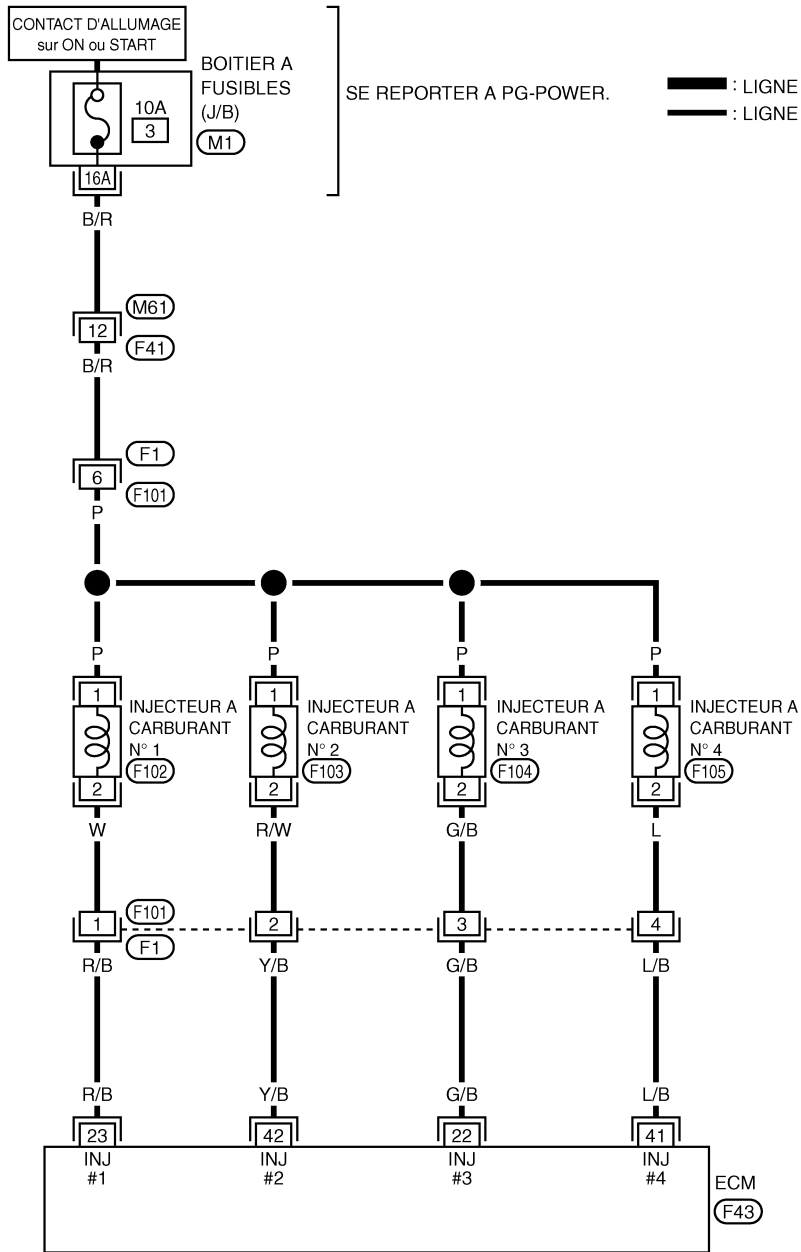 CONTACT D'ALLUMAGE
sur ON ou START
BOITIER A
FUSIBLES
(J/B)
M1
10A
3
16A
SE REPORTER A PG-POWER.
: LIGNE
: LIGNE
B/R
M61
12
F41
B/R
F1
6
F101
P
P
P
P
P
1
1
1
1
INJECTEUR A
CARBURANT
N° 1
F102
INJECTEUR A
CARBURANT
N° 2
F103
INJECTEUR A
CARBURANT
N° 3
F104
INJECTEUR A
CARBURANT
N° 4
F105
2
2
2
2
W
R/W
G/B
L
F101
1
2
3
4
F1
R/B
Y/B
G/B
L/B
R/B
Y/B
G/B
L/B
23
42
22
41
INJ
#1
INJ
#2
INJ
#3
INJ
#4
ECM
F43